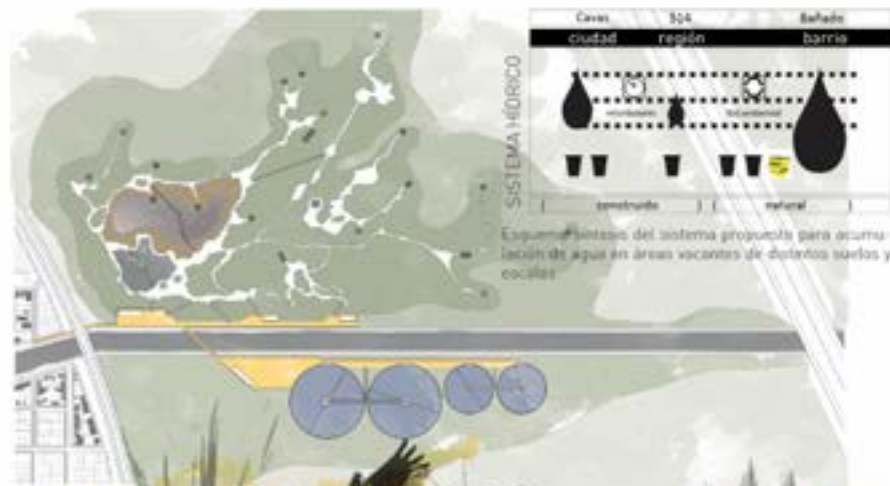 Cavas SGA Bañado
ciudad región barrio
SISTEMA HÍDRICO
construido natural
Esquema síntesis del sistema propuesto para acumu-
lación de agua en áreas vacantes de distintos suelos y
escalas